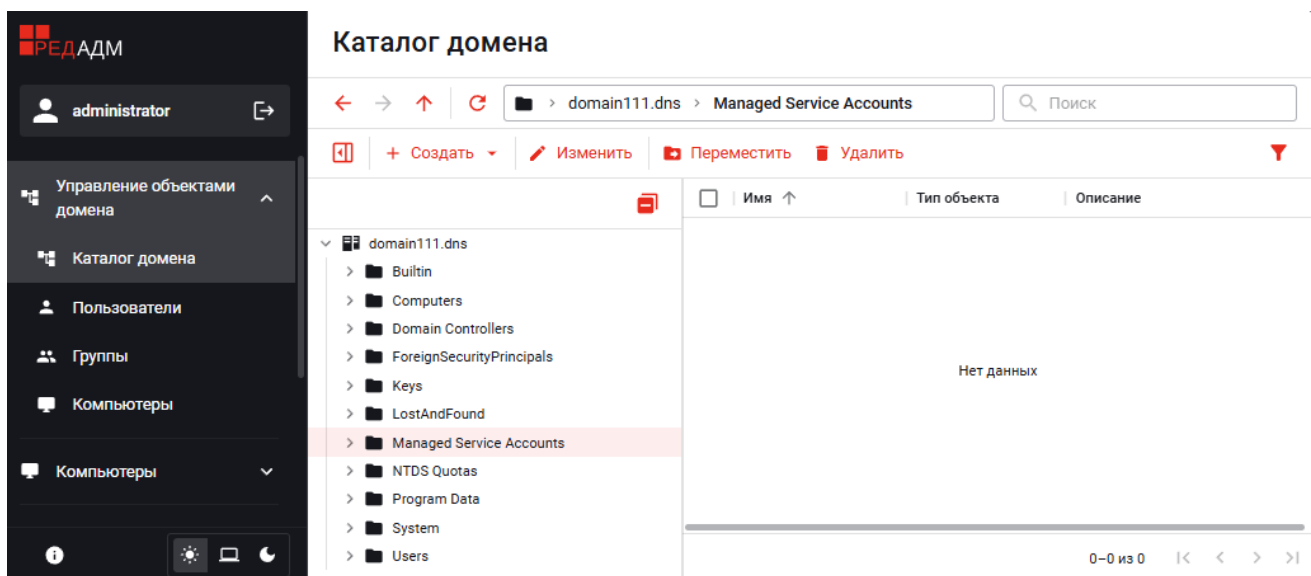 РЕДАДМ
administrator
Управление объектами
домена
Каталог домена
Пользователи
Группы
Компьютеры
Компьютеры
Каталог домена
domain111.dns > Managed Service Accounts
Поиск
+ Создать
Изменить
Переместить
Удалить
domain111.dns
Builtin
Computers
Domain Controllers
ForeignSecurityPrincipals
Keys
LostAndFound
Managed Service Accounts
NTDS Quotas
Program Data
System
Users
Имя
Тип объекта
Описание
Нет данных
0–0 из 0